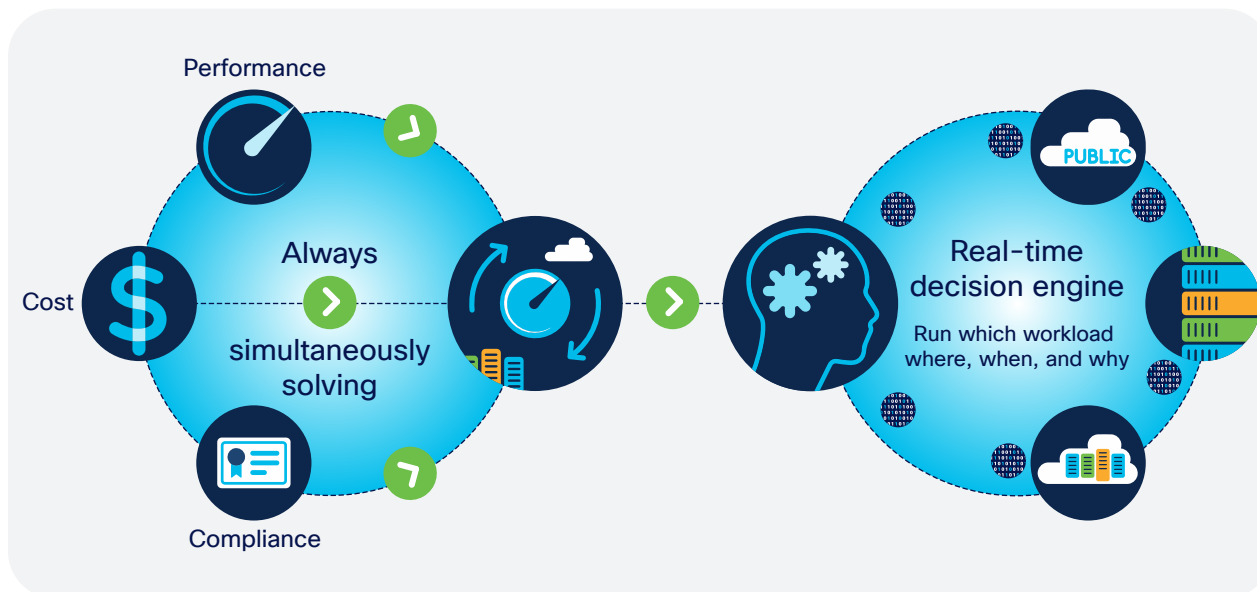 Performance
Cost
Always
simultaneously
solving
Compliance
PUBLIC
Real-time
decision engine
Run which workload
where, when, and why